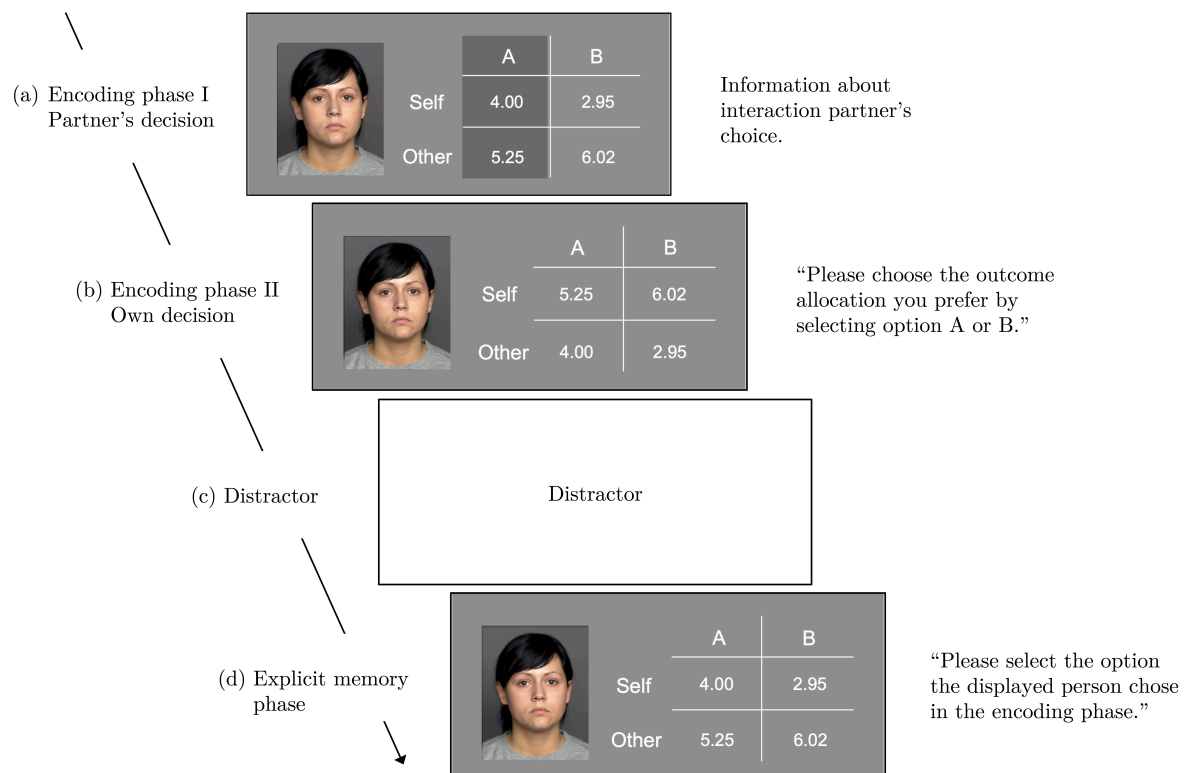 (a) Encoding phase I
Partner's decision
A B
Self 4.00 2.95
Other 5.25 6.02
Information about
interaction partner's
choice.
(b) Encoding phase II
Own decision
A B
Self 5.25 6.02
Other 4.00 2.95
“Please choose the outcome
allocation you prefer by
selecting option A or B.”
(c) Distractor
Distractor
(d) Explicit memory
phase
A B
Self 4.00 2.95
Other 5.25 6.02
“Please select the option
the displayed person chose
in the encoding phase.”